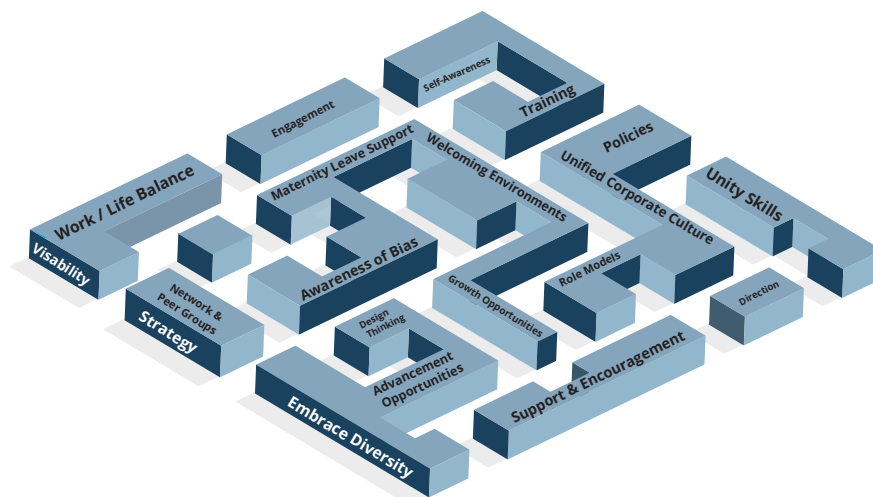 Self-Awareness
Training
Engagement
Policies
Maternity Leave Support
Welcoming Environments
Unified Corporate Culture
Unity Skills
Work / Life Balance
Visability
Awareness of Bias
Role Models
Growth Opportunities
Direction
Network &
Peer Groups
Strategy
Design
Thinking
Advancement
Opportunities
Support & Encouragement
Embrace Diversity